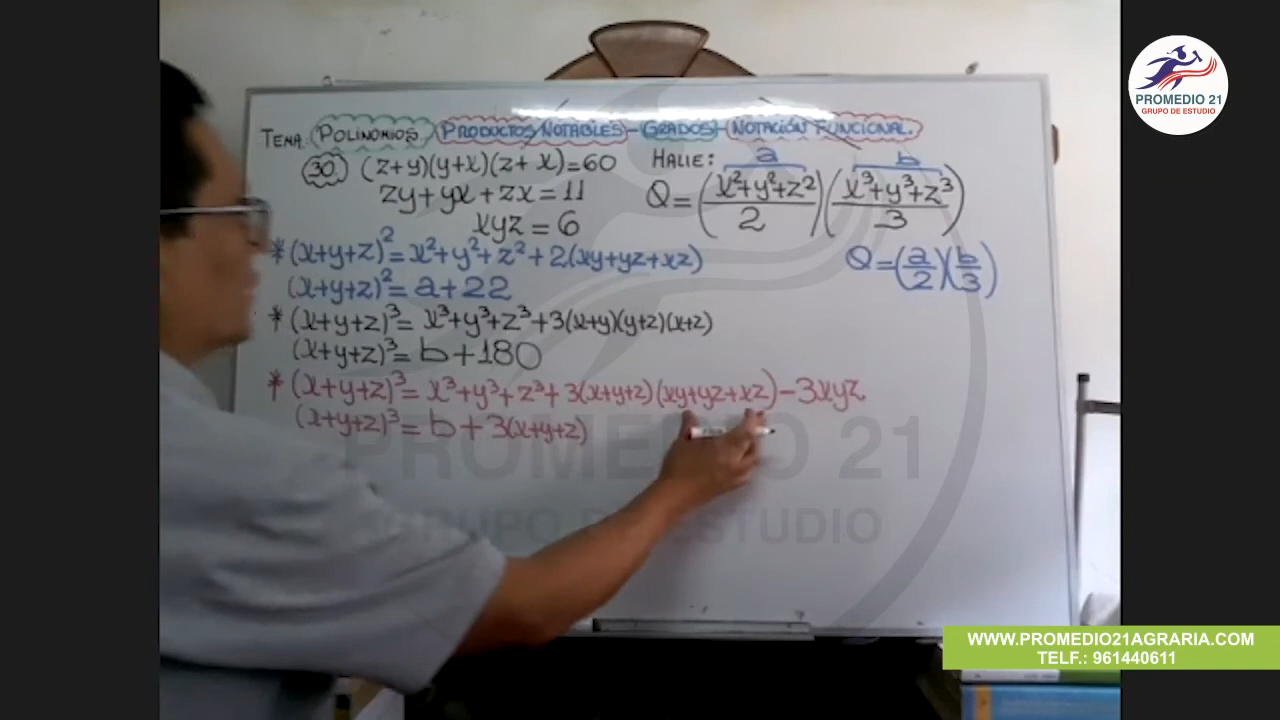 PROMEDIO 21
GRUPO DE ESTUDIO
TEMA: POLINOMIOS PRODUCTOS NOTABLES - GRADOS - NOTACIÓN FUNCIONAL.
30. (z+y)(y+x)(z+x)=60
zy+yx+zx=11
xyz=6
HALLE: a b
Q=((x²+y²+z²)/2)((x³+y³+z³)/3)
*(x+y+z)²=x²+y²+z²+2(xy+yz+xz)
Q=(a/2)(b/3)
(x+y+z)²=a+22
*(x+y+z)³=x³+y³+z³+3(x+y)(y+z)(x+z)
(x+y+z)³=b+180
*(x+y+z)³=x³+y³+z³+3(x+y+z)(xy+yz+xz)-3xyz
(x+y+z)³=b+3(x+y+z)
PROMEDIO 21
GRUPO DE ESTUDIO
WWW.PROMEDIO21AGRARIA.COM
TELF.: 961440611